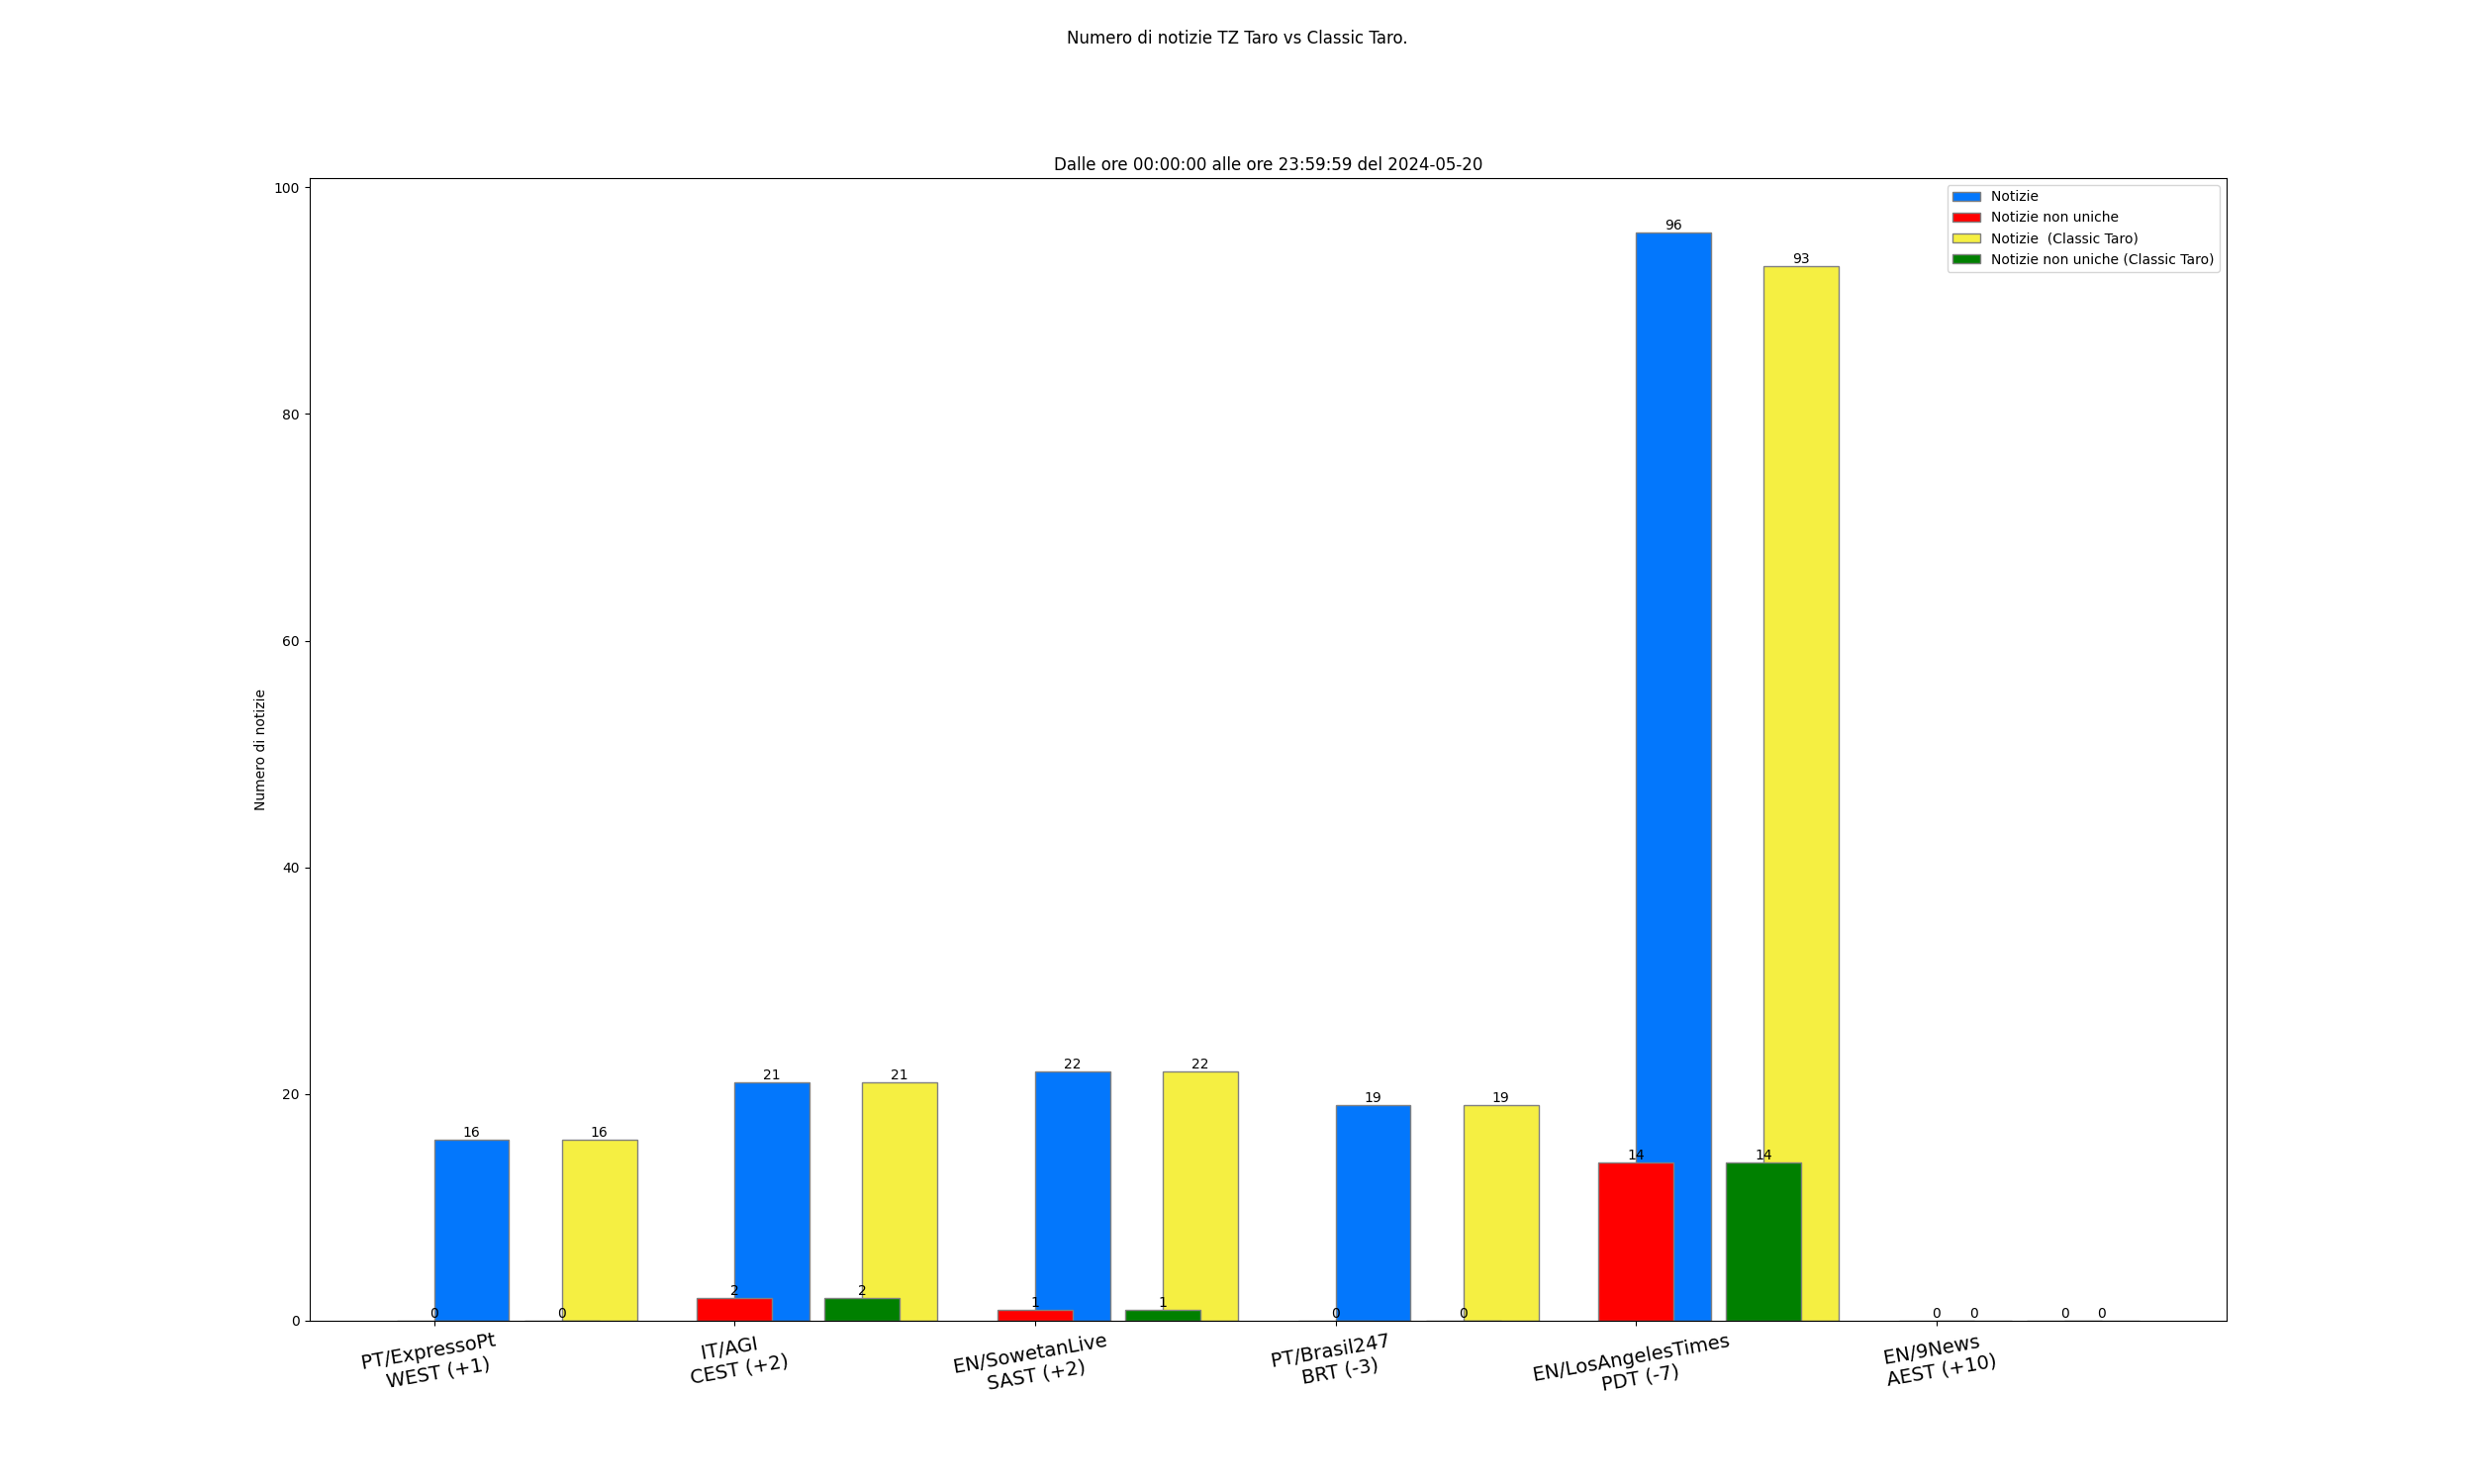 Numero di notizie TZ Taro vs Classic Taro.
Dalle ore 00:00:00 alle ore 23:59:59 del 2024-05-20
Notizie
Notizie non uniche
Notizie  (Classic Taro)
Notizie non uniche (Classic Taro)
Numero di notizie
100
80
60
40
20
0
0
16
0
16
2
21
2
21
1
22
1
22
0
19
0
19
14
96
14
93
0
0
0
0
PT/ExpressoPt
WEST (+1)
IT/AGI
CEST (+2)
EN/SowetanLive
SAST (+2)
PT/Brasil247
BRT (-3)
EN/LosAngelesTimes
PDT (-7)
EN/9News
AEST (+10)